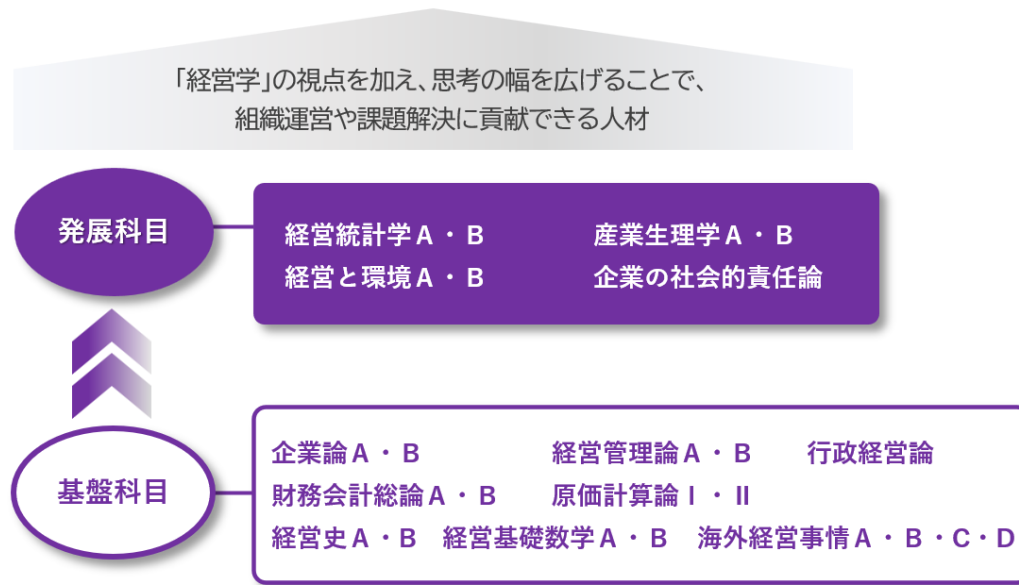 「経営学」の視点を加え、思考の幅を広げることで、
組織運営や課題解決に貢献できる人材
発展科目
経営統計学A・B　産業生理学A・B
経営と環境A・B　企業の社会的責任論
基盤科目
企業論A・B　経営管理論A・B　行政経営論
財務会計総論A・B　原価計算論Ⅰ・Ⅱ
経営史A・B　経営基礎数学A・B　海外経営事情A・B・C・D